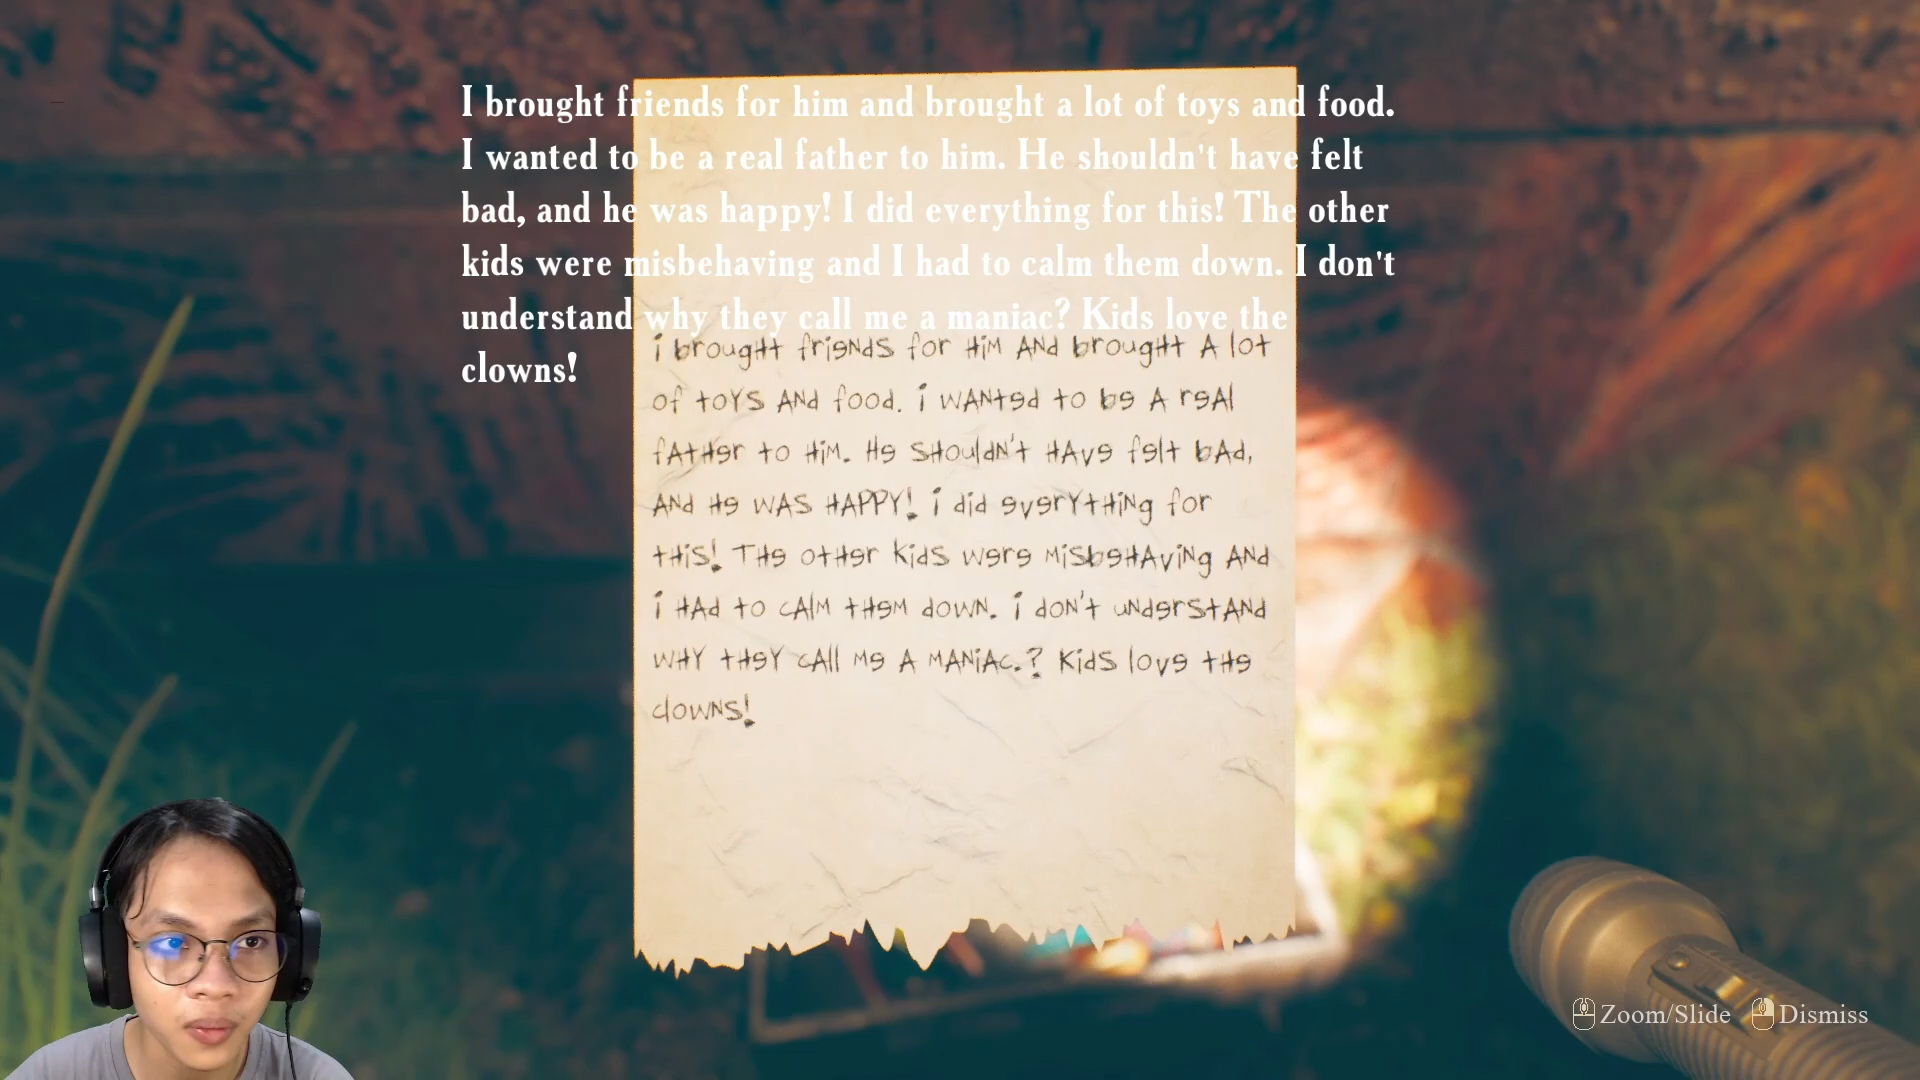 I brought friends for him and brought a lot of toys and food.
I wanted to be a real father to him. He shouldn't have felt
bad, and he was happy! I did everything for this! The other
kids were misbehaving and I had to calm them down. I don't
understand why they call me a maniac? Kids love the
clowns!
i brought friends for him and brought a lot
of toys and food. i wanted to be a real
father to him. He shouldn't have felt bad,
and he was happy! i did everything for
this! The other kids were misbehaving and
i had to calm them down. i don't understand
why they call me a maniac.? Kids love the
clowns!
Zoom/Slide Dismiss